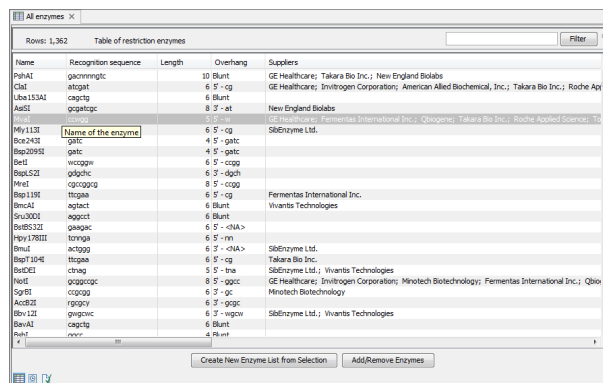 All enzymes
Rows: 1,362 Table of restriction enzymes Filter
Name Recognition sequence Length Overhang Suppliers
PshAI gacnnnngtc 10 Blunt GE Healthcare; Takara Bio Inc.; New England Biolabs
ClaI atcgat 6 5' - cg GE Healthcare; Invitrogen Corporation; American Allied Biochemical, Inc.; Takara Bio Inc.; Roche App
Uba153AI cagctg 6 Blunt
AsiSI gcgatcgc 8 3' - at New England Biolabs
MvaI ccwgg 5 5' - w GE Healthcare; Fermentas International Inc.; Qbiogene; Takara Bio Inc.; Roche Applied Science; To
Mly113I 6 5' - cg SibEnzyme Ltd.
Name of the enzyme
Bce243I gatc 4 5' - gatc
Bsp2095I gatc 4 5' - gatc
BetI wccggw 6 5' - ccgg
BspLS2I gdgchc 6 3' - dgch
MreI cgccggcg 8 5' - ccgg
Bsp119I ttcgaa 6 5' - cg Fermentas International Inc.
BmcAI agtact 6 Blunt Vivantis Technologies
Sru30DI aggcct 6 Blunt
BstBS32I gaagac 6 5' - <NA>
Hpy178III tcnnga 6 5' - nn
BmuI actggg 6 3' - <NA> SibEnzyme Ltd.
BspT104I ttcgaa 6 5' - cg Takara Bio Inc.
BstDEI ctnag 5 5' - tna SibEnzyme Ltd.; Vivantis Technologies
NotI gcggccgc 8 5' - ggcc GE Healthcare; Invitrogen Corporation; Minotech Biotechnology; Fermentas International Inc.; Qbio
SgrBI ccgcgg 6 3' - gc Minotech Biotechnology
AccB2I rgcgcy 6 3' - gcgc
Bbv12I gwgcwc 6 3' - wgcw SibEnzyme Ltd.; Vivantis Technologies
BavAI cagctg 6 Blunt
BshI ggcc 4 Blunt
Create New Enzyme List from Selection Add/Remove Enzymes